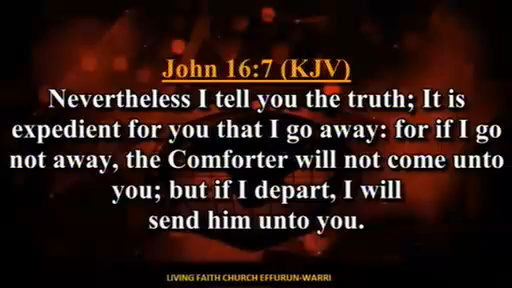 John 16:7 (KJV)
Nevertheless I tell you the truth; It is
expedient for you that I go away: for if I go
not away, the Comforter will not come unto
you; but if I depart, I will
send him unto you.
LIVING FAITH CHURCH EFFURUN-WARRI